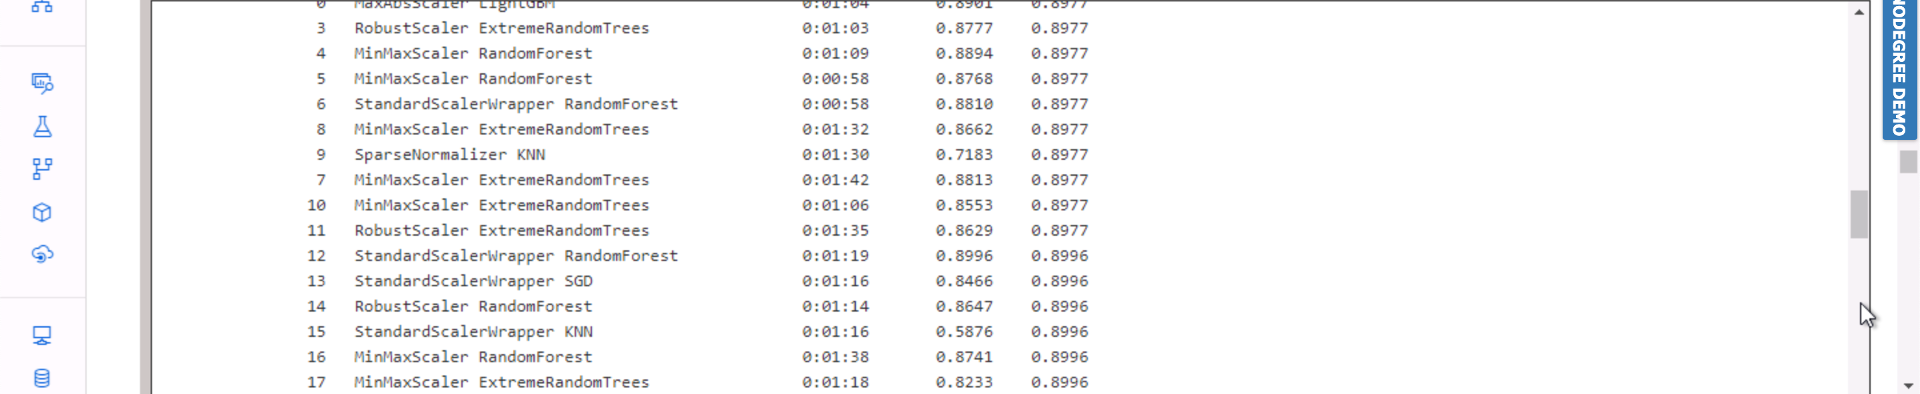 0 MaxAbsScaler LightGBM 0:01:04 0.8901 0.8977
3 RobustScaler ExtremeRandomTrees 0:01:03 0.8777 0.8977
4 MinMaxScaler RandomForest 0:01:09 0.8894 0.8977
5 MinMaxScaler RandomForest 0:00:58 0.8768 0.8977
6 StandardScalerWrapper RandomForest 0:00:58 0.8810 0.8977
8 MinMaxScaler ExtremeRandomTrees 0:01:32 0.8662 0.8977
9 SparseNormalizer KNN 0:01:30 0.7183 0.8977
7 MinMaxScaler ExtremeRandomTrees 0:01:42 0.8813 0.8977
10 MinMaxScaler ExtremeRandomTrees 0:01:06 0.8553 0.8977
11 RobustScaler ExtremeRandomTrees 0:01:35 0.8629 0.8977
12 StandardScalerWrapper RandomForest 0:01:19 0.8996 0.8996
13 StandardScalerWrapper SGD 0:01:16 0.8466 0.8996
14 RobustScaler RandomForest 0:01:14 0.8647 0.8996
15 StandardScalerWrapper KNN 0:01:16 0.5876 0.8996
16 MinMaxScaler RandomForest 0:01:38 0.8741 0.8996
17 MinMaxScaler ExtremeRandomTrees 0:01:18 0.8233 0.8996
NODEGREE DEMO